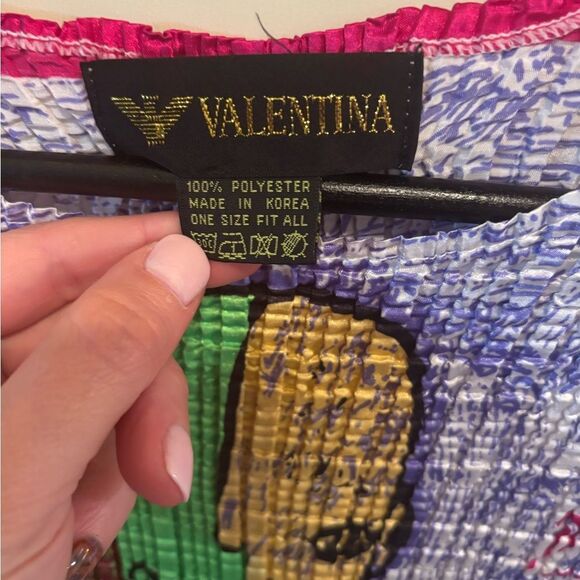 VALENTINA
100% POLYESTER
MADE IN KOREA
ONE SIZE FIT ALL